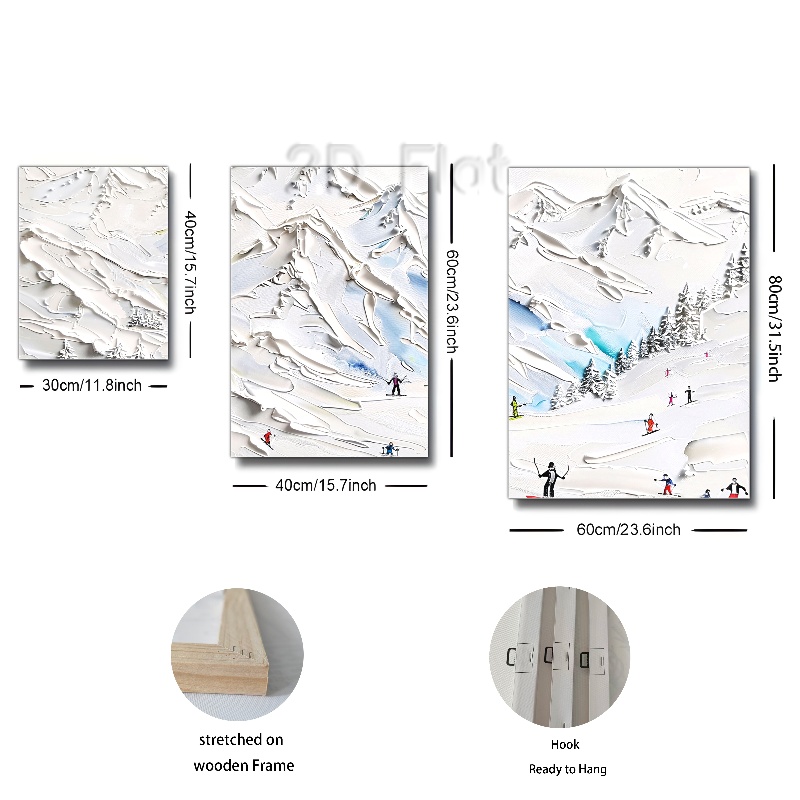 2D Flat
40cm/15.7inch
60cm/23.6inch
80cm/31.5inch
30cm/11.8inch
40cm/15.7inch
60cm/23.6inch
stretched on
wooden Frame
Hook
Ready to Hang